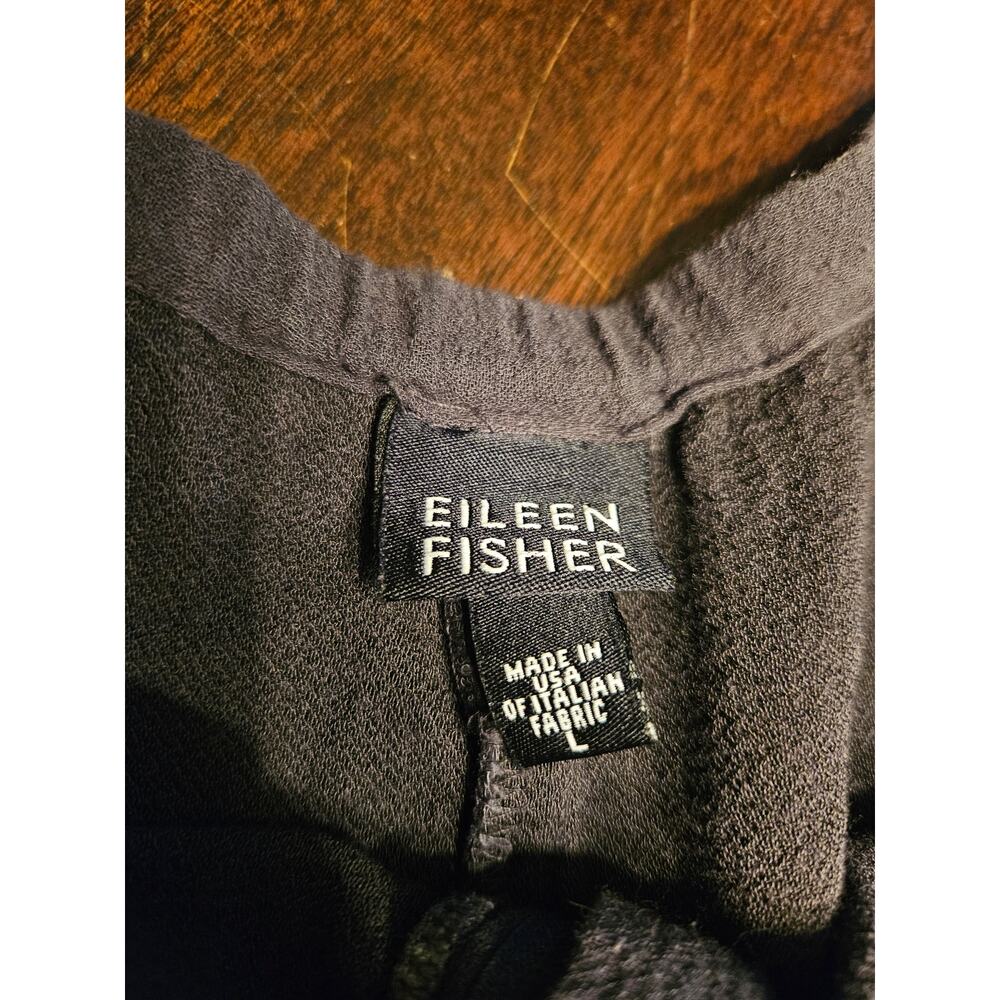 EILEEN
FISHER
MADE IN
USA
OF ITALIAN
FABRIC
L